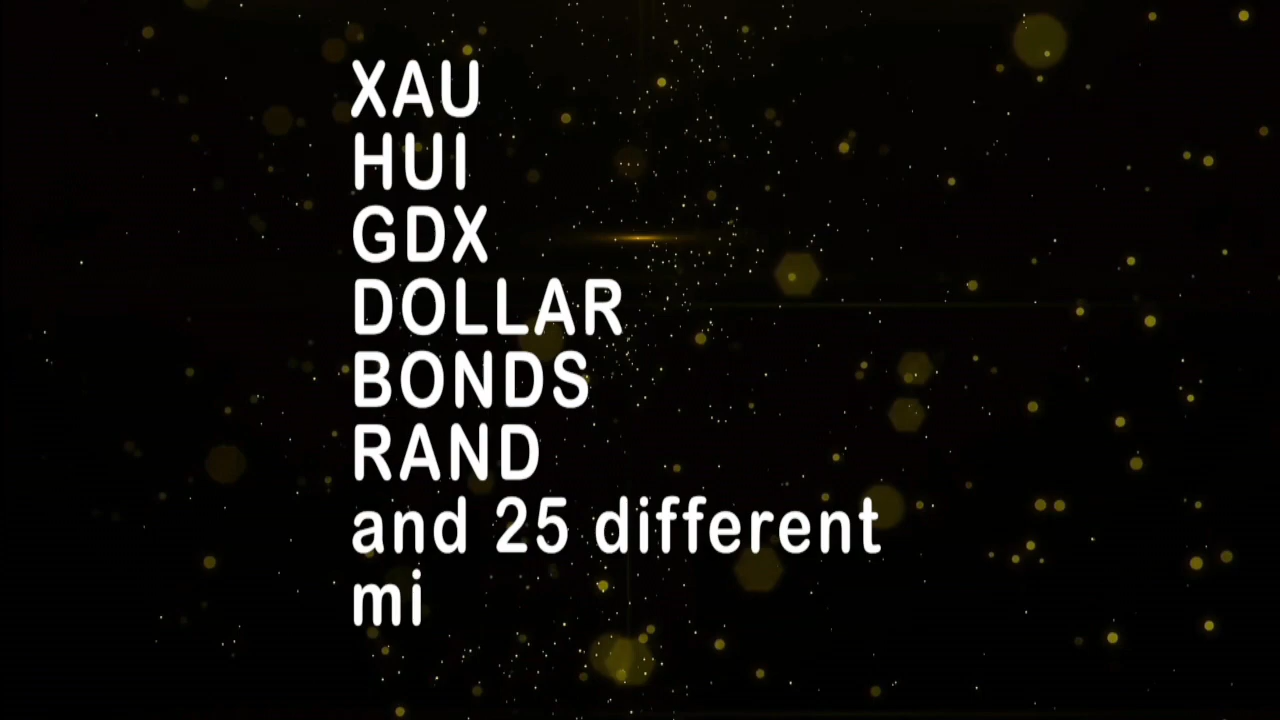 XAU
HUI
GDX
DOLLAR
BONDS
RAND
and 25 different
mi